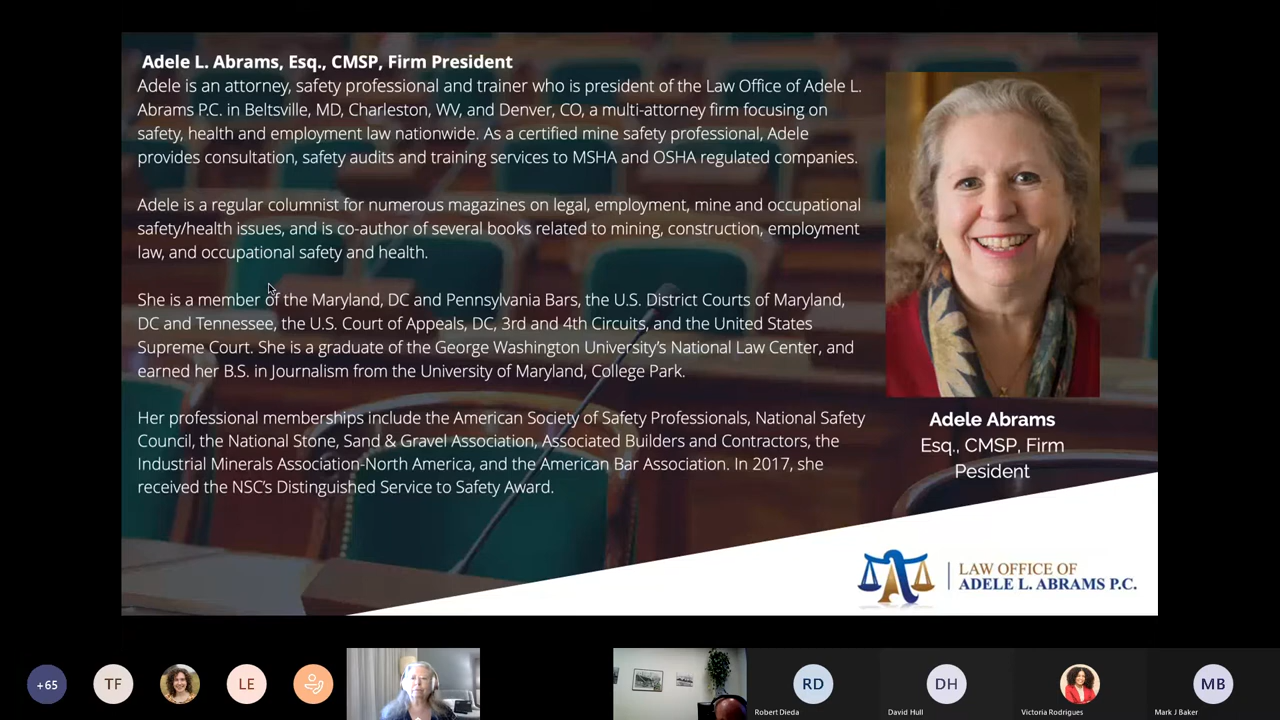 Adele L. Abrams, Esq., CMSP, Firm President
Adele is an attorney, safety professional and trainer who is president of the Law Office of Adele L.
Abrams P.C. in Beltsville, MD, Charleston, WV, and Denver, CO, a multi-attorney firm focusing on
safety, health and employment law nationwide. As a certified mine safety professional, Adele
provides consultation, safety audits and training services to MSHA and OSHA regulated companies.
Adele is a regular columnist for numerous magazines on legal, employment, mine and occupational
safety/health issues, and is co-author of several books related to mining, construction, employment
law, and occupational safety and health.
She is a member of the Maryland, DC and Pennsylvania Bars, the U.S. District Courts of Maryland,
DC and Tennessee, the U.S. Court of Appeals, DC, 3rd and 4th Circuits, and the United States
Supreme Court. She is a graduate of the George Washington University's National Law Center, and
earned her B.S. in Journalism from the University of Maryland, College Park.
Her professional memberships include the American Society of Safety Professionals, National Safety
Council, the National Stone, Sand & Gravel Association, Associated Builders and Contractors, the
Industrial Minerals Association-North America, and the American Bar Association. In 2017, she
received the NSC's Distinguished Service to Safety Award.
Adele Abrams
Esq., CMSP, Firm
Pesident
LAW OFFICE OF
ADELE L. ABRAMS P.C.
+65
TF
LE
RD
DH
MB
Robert Dieda
David Hull
Victoria Rodrigues
Mark J Baker